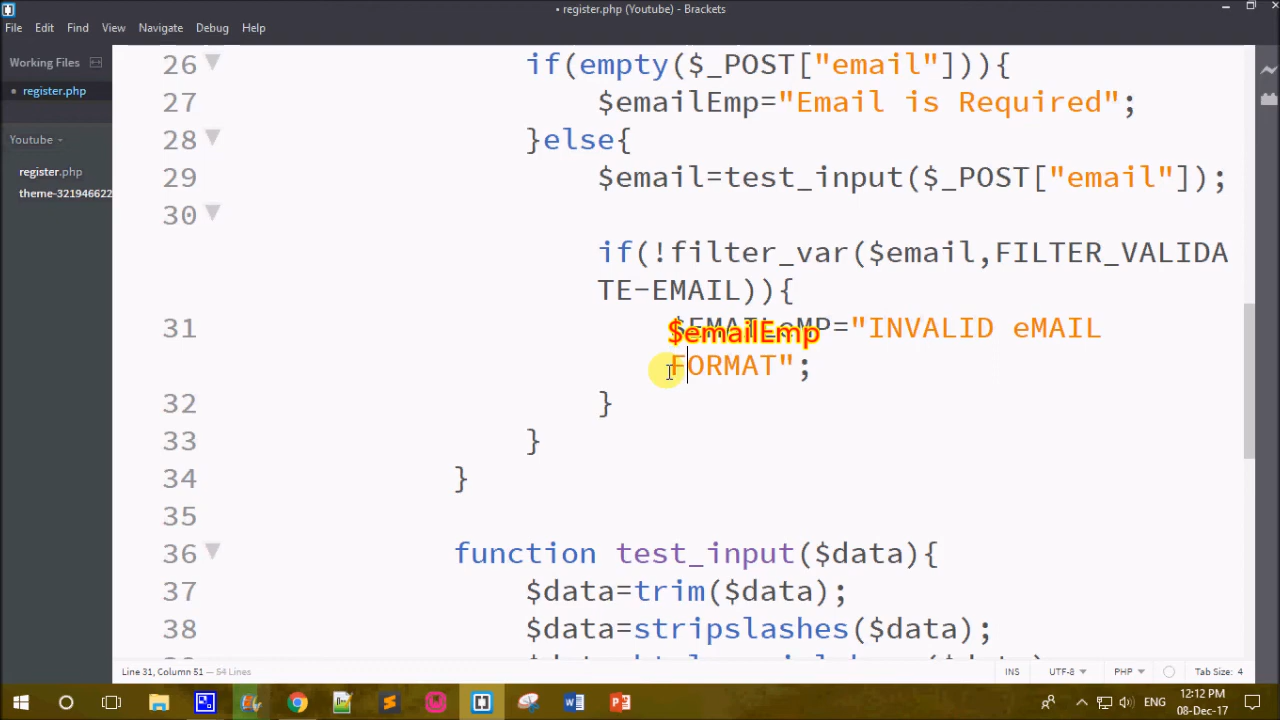 • register.php (Youtube) - Brackets
File Edit Find View Navigate Debug Help
Working Files
• register.php
Youtube
register.php
theme-321946622
26 if(empty($_POST["email"])){
27 $emailEmp="Email is Required";
28 }else{
29 $email=test_input($_POST["email"]);
30
if(!filter_var($email,FILTER_VALIDA
TE-EMAIL)){
31 $EMAILeMP="INVALID eMAIL
$emailEmp
FORMAT";
32 }
33 }
34 }
35
36 function test_input($data){
37 $data=trim($data);
38 $data=stripslashes($data);
Line 31, Column 51 — 54 Lines
INS UTF-8 PHP Tab Size: 4
ENG 12:12 PM
08-Dec-17